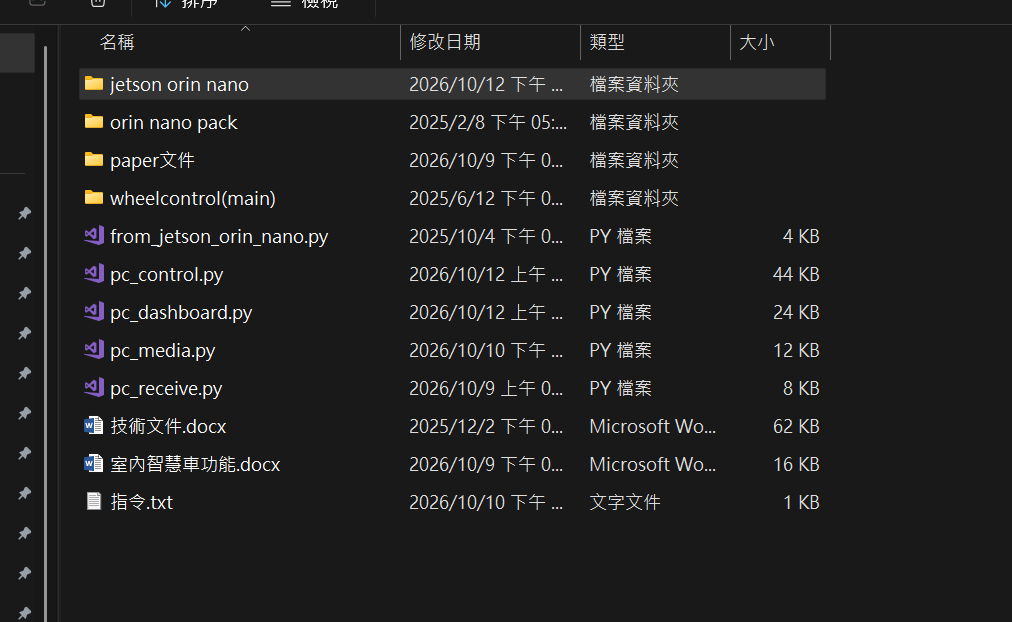 排序 檢視
名稱 修改日期 類型 大小
jetson orin nano 2026/10/12 下午 ... 檔案資料夾
orin nano pack 2025/2/8 下午 05:... 檔案資料夾
paper文件 2026/10/9 下午 0... 檔案資料夾
wheelcontrol(main) 2025/6/12 下午 0... 檔案資料夾
from_jetson_orin_nano.py 2025/10/4 下午 0... PY 檔案 4 KB
pc_control.py 2026/10/12 上午 ... PY 檔案 44 KB
pc_dashboard.py 2026/10/12 上午 ... PY 檔案 24 KB
pc_media.py 2026/10/10 下午 ... PY 檔案 12 KB
pc_receive.py 2026/10/9 上午 0... PY 檔案 8 KB
技術文件.docx 2025/12/2 下午 0... Microsoft Wo... 62 KB
室內智慧車功能.docx 2026/10/9 下午 0... Microsoft Wo... 16 KB
指令.txt 2026/10/10 下午 ... 文字文件 1 KB